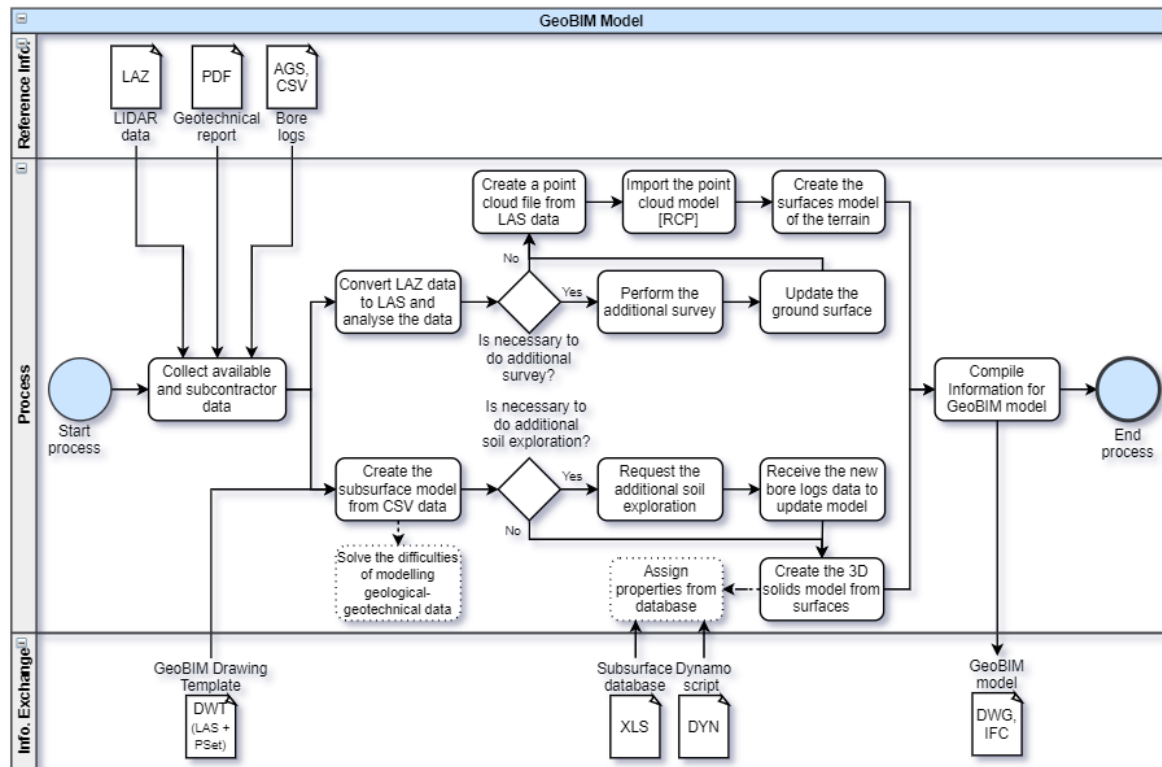 GeoBIM Model
Reference Info.
LAZ
LIDAR
data
PDF
Geotechnical
report
AGS,
CSV
Bore
logs
Process
Start
process
Collect available
and subcontractor
data
Convert LAZ data
to LAS and
analyse the data
Is necessary to
do additional
survey?
No
Yes
Create a point
cloud file from
LAS data
Import the point
cloud model
[RCP]
Create the
surfaces model
of the terrain
Perform the
additional survey
Update the
ground surface
Create the
subsurface model
from CSV data
Solve the difficulties
of modelling
geological-
geotechnical data
Is necessary to
do additional
soil exploration?
Yes
No
Request the
additional soil
exploration
Receive the new
bore logs data to
update model
Assign
properties from
database
Create the 3D
solids model from
surfaces
Compile
Information for
GeoBIM model
End
process
Info. Exchange
GeoBIM Drawing
Template
DWT
(LAS +
PSet)
Subsurface
database
XLS
Dynamo
script
DYN
GeoBIM
model
DWG,
IFC